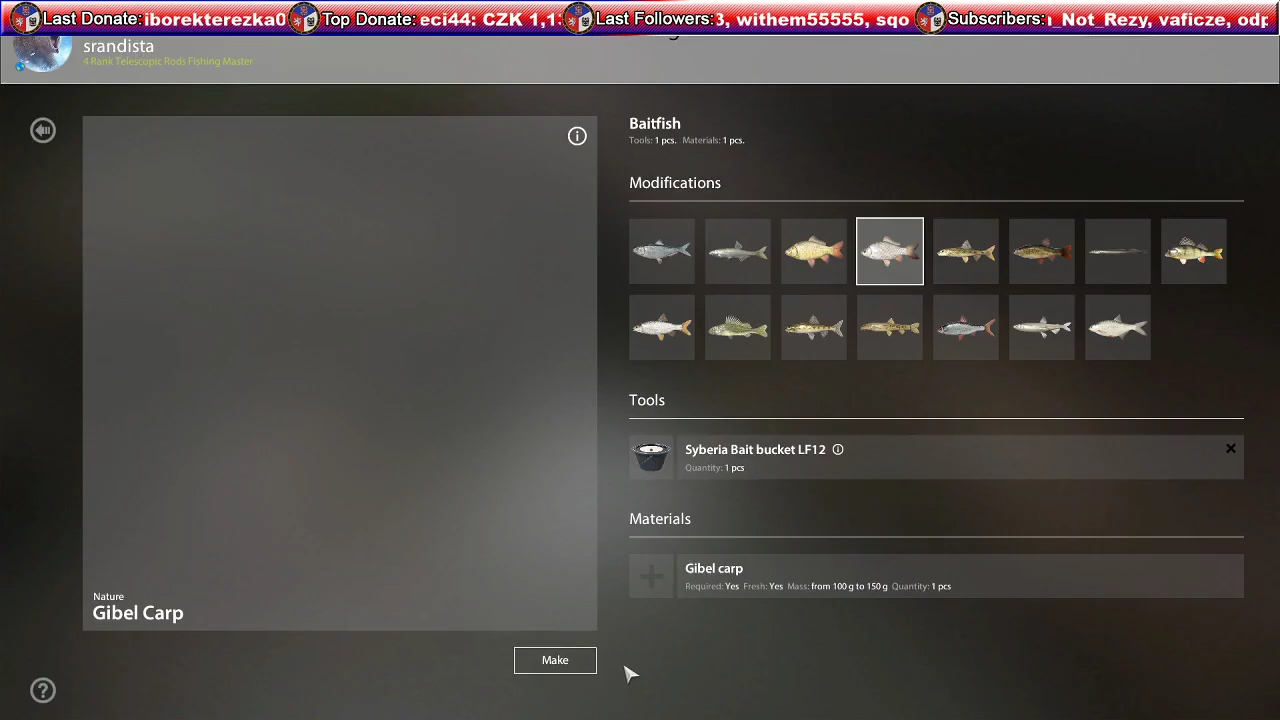 Last Donate: iborekterezka0 Top Donate: eci44: CZK 1,1: Last Followers: 3, withem55555, sqo Subscribers: ı_Not_Rezy, vaficze, odp
srandista
4 Rank Telescopic Rods Fishing Master
Baitfish
Tools: 1 pcs. Materials: 1 pcs.
Modifications
Tools
Syberia Bait bucket LF12
Quantity: 1 pcs
Materials
Gibel carp
Required: Yes Fresh: Yes Mass: from 100 g to 150 g Quantity: 1 pcs
Nature
Gibel Carp
Make